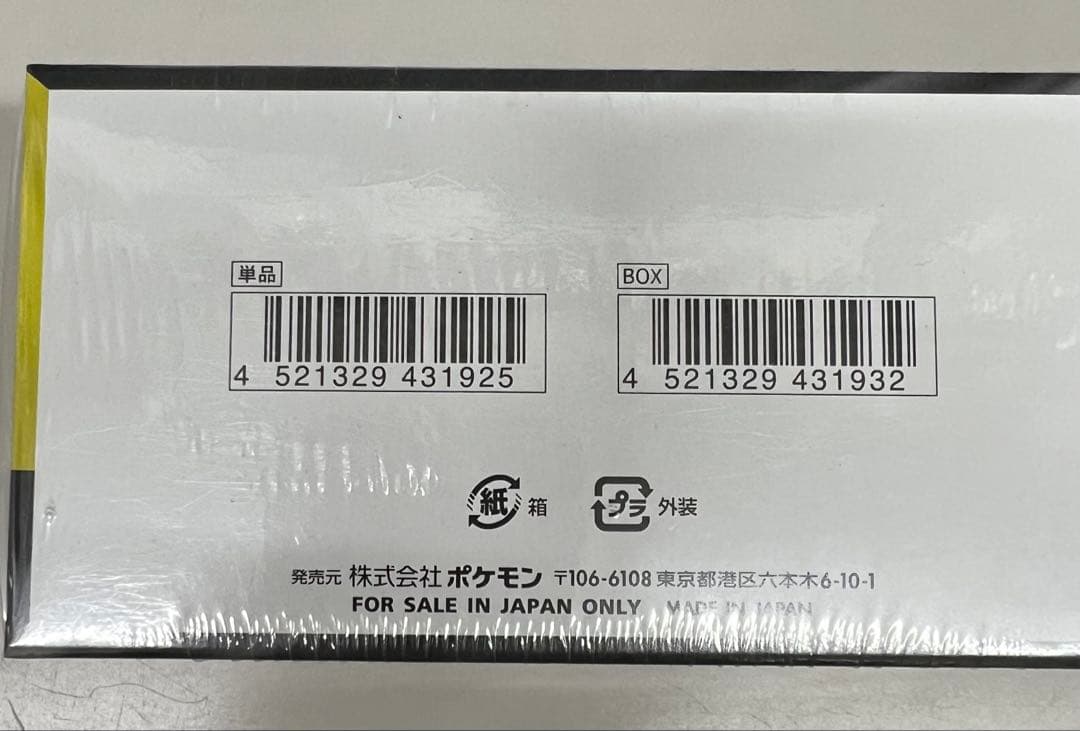 単品 BOX
4 521329 431925 4 521329 431932
紙 箱 プラ 外装
発売元 株式会社ポケモン 〒106-6108 東京都港区六本木6-10-1
FOR SALE IN JAPAN ONLY MADE IN JAPAN